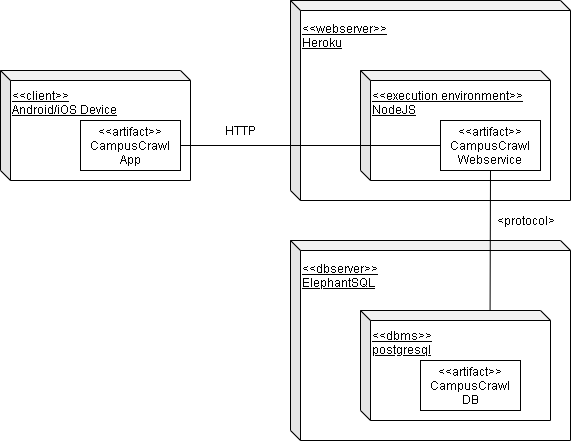 <<webserver>>
Heroku
<<client>>
Android/iOS Device
<<execution environment>>
NodeJS
<<artifact>>
CampusCrawl
App
HTTP
<<artifact>>
CampusCrawl
Webservice
<protocol>
<<dbserver>>
ElephantSQL
<<dbms>>
postgresql
<<artifact>>
CampusCrawl
DB